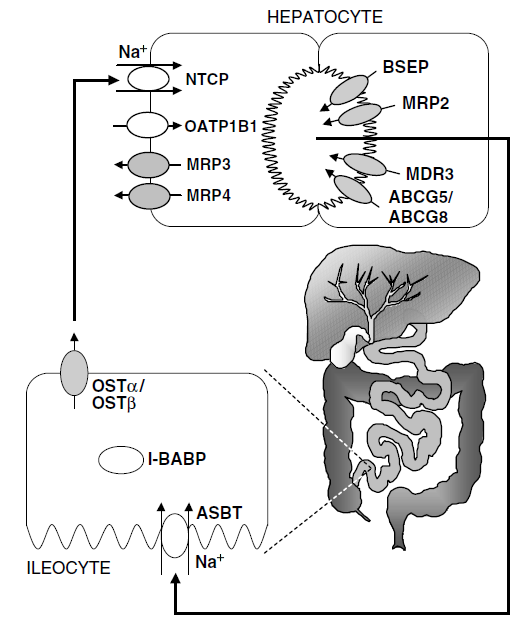 HEPATOCYTE
Na+
NTCP
OATP1B1
MRP3
MRP4
BSEP
MRP2
MDR3
ABCG5/
ABCG8
OSTα/
OSTβ
I-BABP
ASBT
Na+
ILEOCYTE